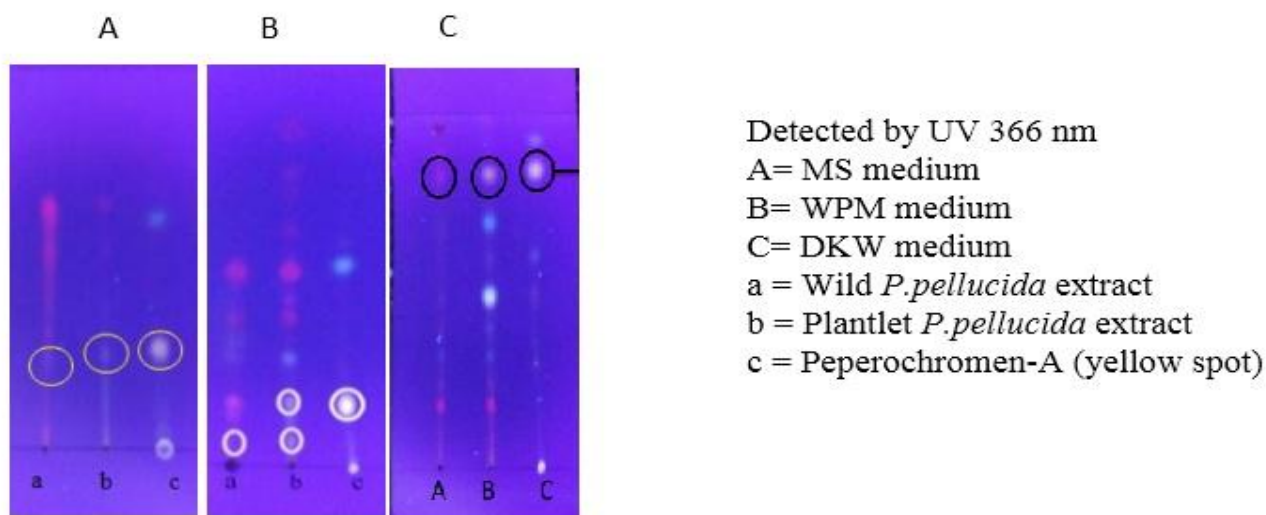 A B C
a b c
a b c
A B C
Detected by UV 366 nm
A= MS medium
B= WPM medium
C= DKW medium
a = Wild P.pellucida extract
b = Plantlet P.pellucida extract
c = Peperochromen-A (yellow spot)